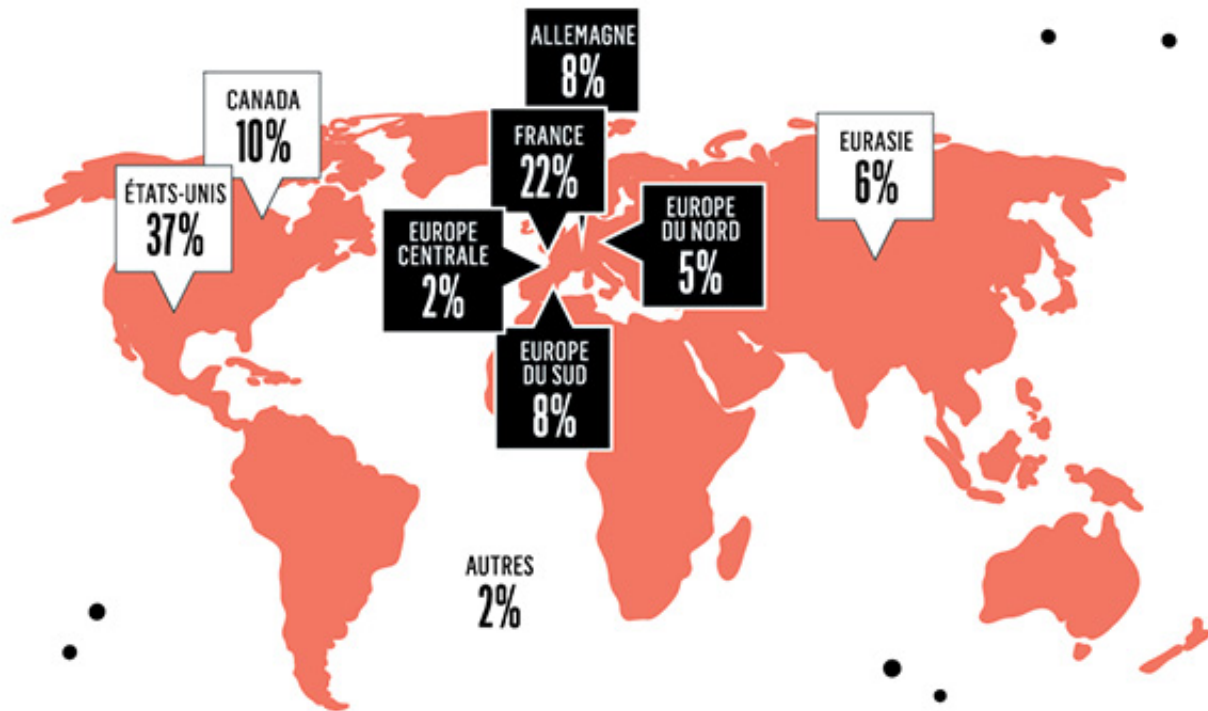 ALLEMAGNE
8%
CANADA
10%
FRANCE
22%
EURASIE
6%
ÉTATS-UNIS
37%
EUROPE
CENTRALE
2%
EUROPE
DU NORD
5%
EUROPE
DU SUD
8%
AUTRES
2%